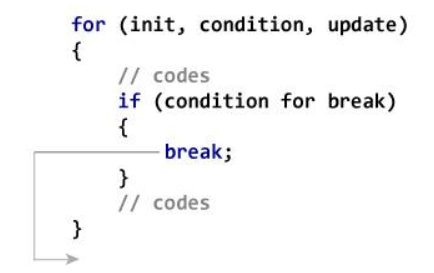 for (init, condition, update)
{
// codes
if (condition for break)
{
break;
}
// codes
}